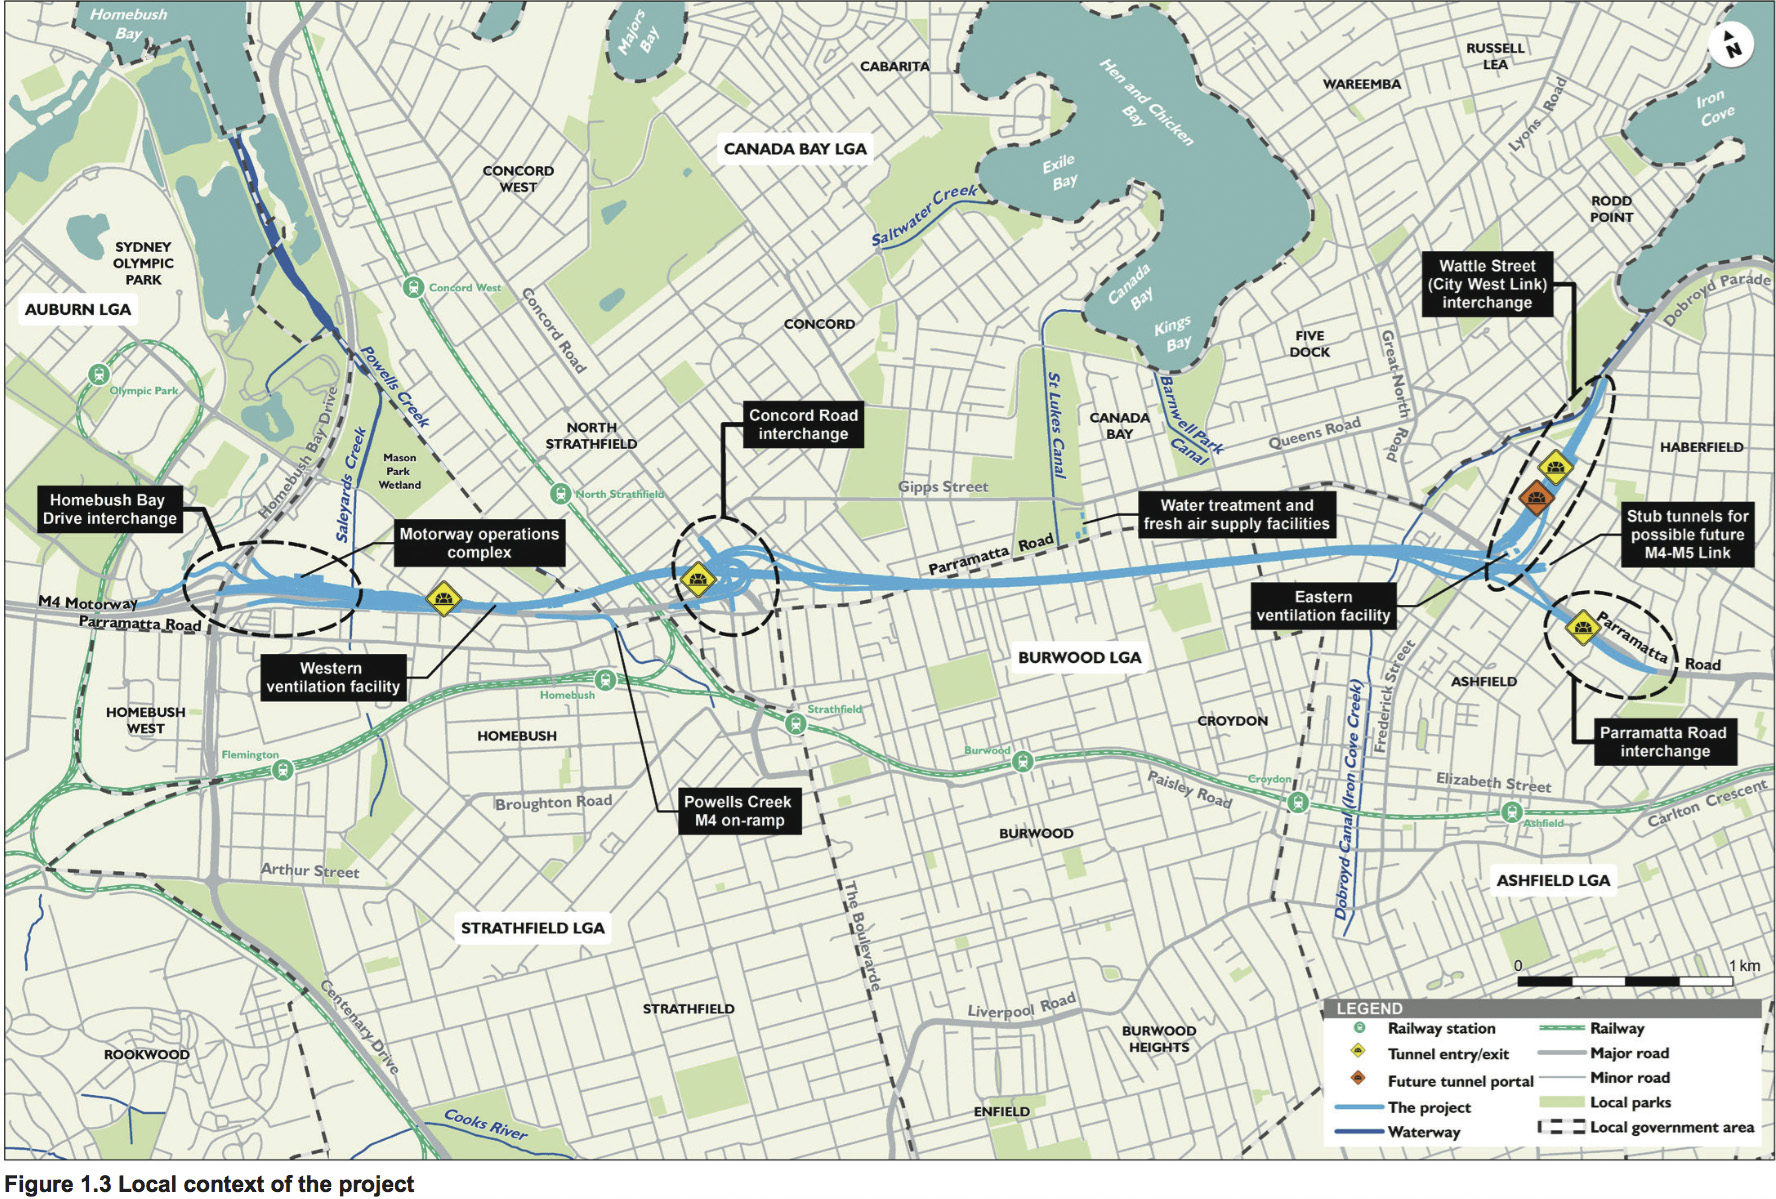 Homebush
Bay
Majors
Bay
CABARITA
Hen and Chicken
Bay
RUSSELL
LEA
WAREEMBA
N
Iron
Cove
Lyons Road
CANADA BAY LGA
CONCORD
WEST
Exile
Bay
Saltwater Creek
RODD
POINT
SYDNEY
OLYMPIC
PARK
AUBURN LGA
Concord West
Concord Road
CONCORD
Canada
Bay
Kings
Bay
Wattle Street
(City West Link)
interchange
Dobroyd Parade
FIVE
DOCK
Great North Road
Olympic Park
Powells Creek
Homebush Bay Drive
Saleyards Creek
Mason
Park
Wetland
NORTH
STRATHFIELD
Concord Road
interchange
St Lukes Canal
CANADA
BAY
Barnwell Park
Canal
Queens Road
HABERFIELD
North Strathfield
Gipps Street
Homebush Bay
Drive interchange
Motorway operations
complex
Water treatment and
fresh air supply facilities
Stub tunnels for
possible future
M4-M5 Link
Parramatta Road
M4 Motorway
Parramatta Road
Eastern
ventilation facility
Parramatta Road
Western
ventilation facility
BURWOOD LGA
Homebush
Strathfield
Frederick Street
ASHFIELD
HOMEBUSH
WEST
HOMEBUSH
Flemington
CROYDON
Burwood
Parramatta Road
interchange
Croydon
Paisley Road
Elizabeth Street
Carlton Crescent
Ashfield
Broughton Road
Powells Creek
M4 on-ramp
BURWOOD
Dobroyd Canal (Iron Cove Creek)
Arthur Street
ASHFIELD LGA
The Boulevarde
STRATHFIELD LGA
Centenary Drive
STRATHFIELD
Liverpool Road
BURWOOD
HEIGHTS
ROOKWOOD
ENFIELD
Cooks River
0 1 km
LEGEND
Railway station
Tunnel entry/exit
Future tunnel portal
The project
Waterway
Railway
Major road
Minor road
Local parks
Local government area
Figure 1.3 Local context of the project